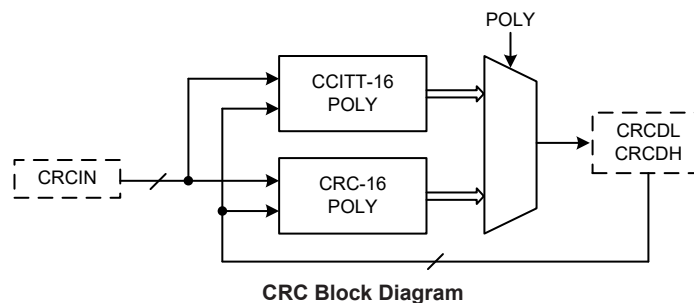 POLY
CCITT-16
POLY
CRCDL
CRCDH
CRCIN
CRC-16
POLY
CRC Block Diagram